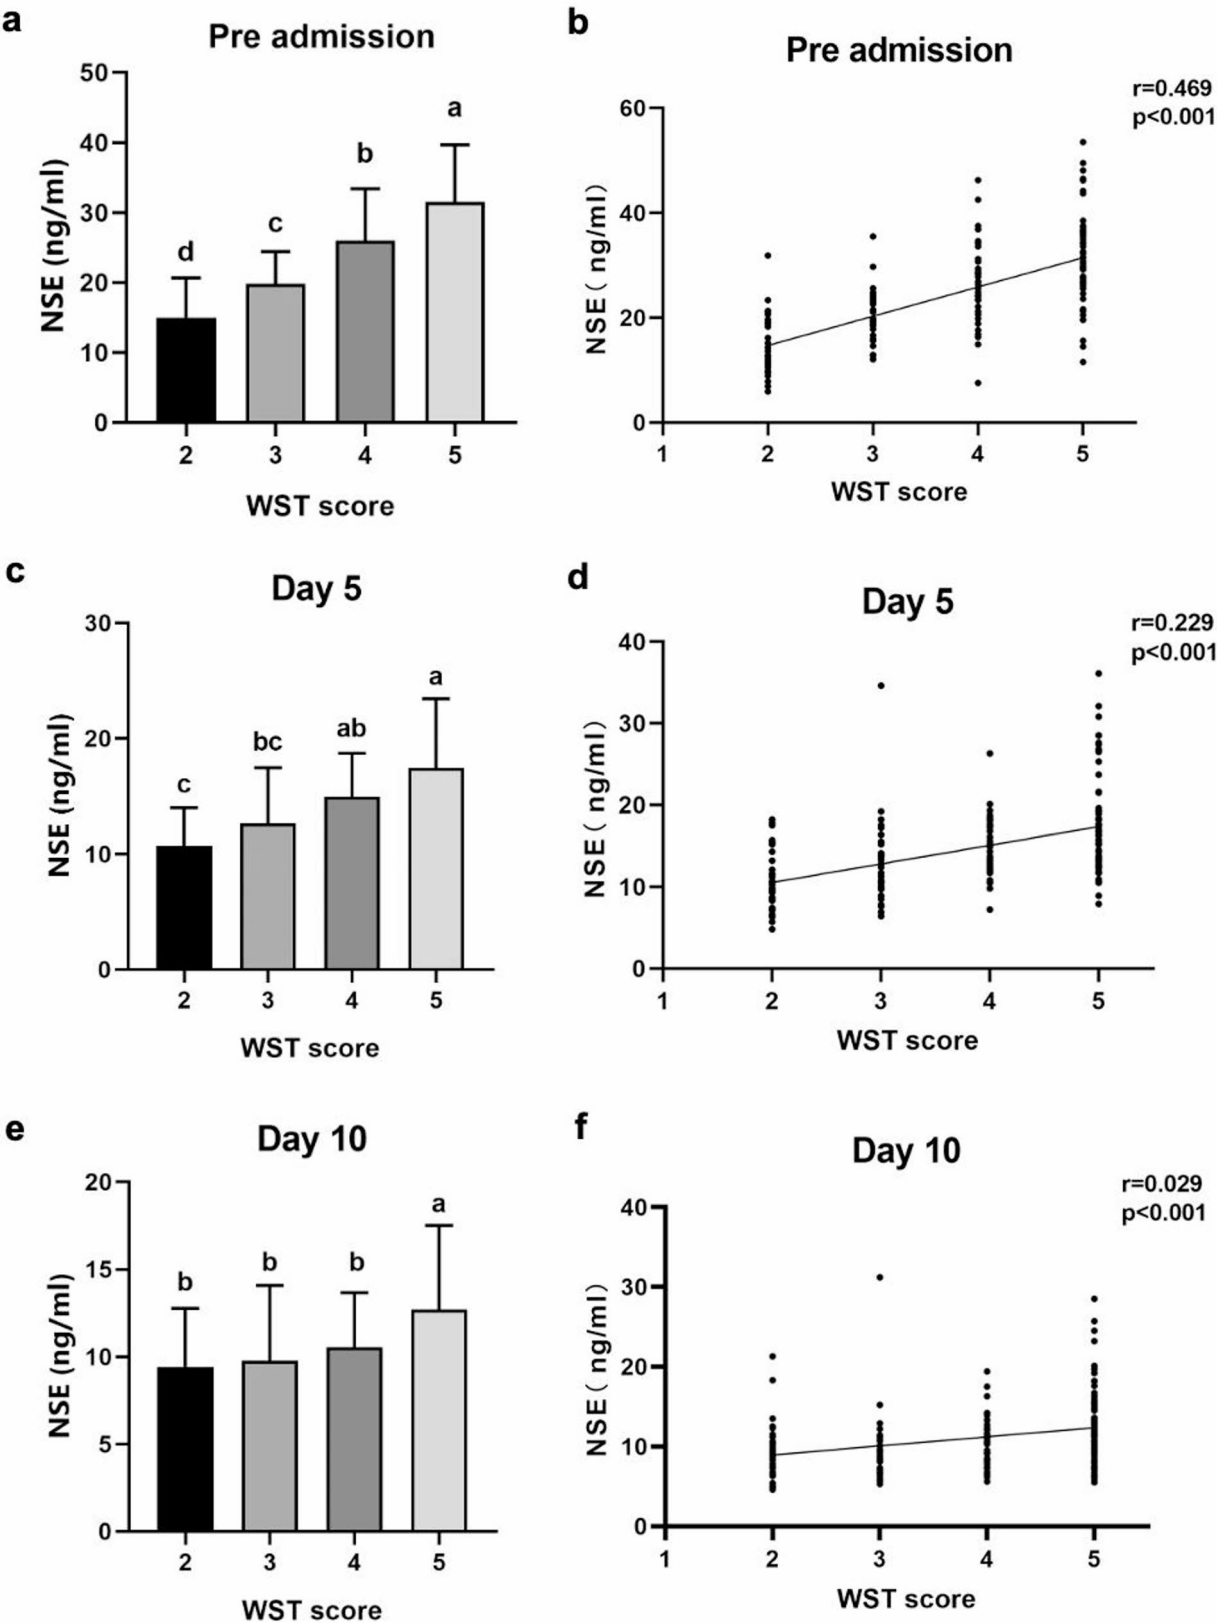 a
Pre admission
50
40
30
20
10
0
NSE (ng/ml)
d
c
b
a
2 3 4 5
WST score
b
Pre admission
r=0.469
p<0.001
60
40
20
0
NSE( ng/ml)
1 2 3 4 5
WST score
c
Day 5
30
20
10
0
NSE (ng/ml)
c
bc
ab
a
2 3 4 5
WST score
d
Day 5
r=0.229
p<0.001
40
30
20
10
0
NSE( ng/ml)
1 2 3 4 5
WST score
e
Day 10
20
15
10
5
0
NSE (ng/ml)
b
b
b
a
2 3 4 5
WST score
f
Day 10
r=0.029
p<0.001
40
30
20
10
0
NSE( ng/ml)
1 2 3 4 5
WST score